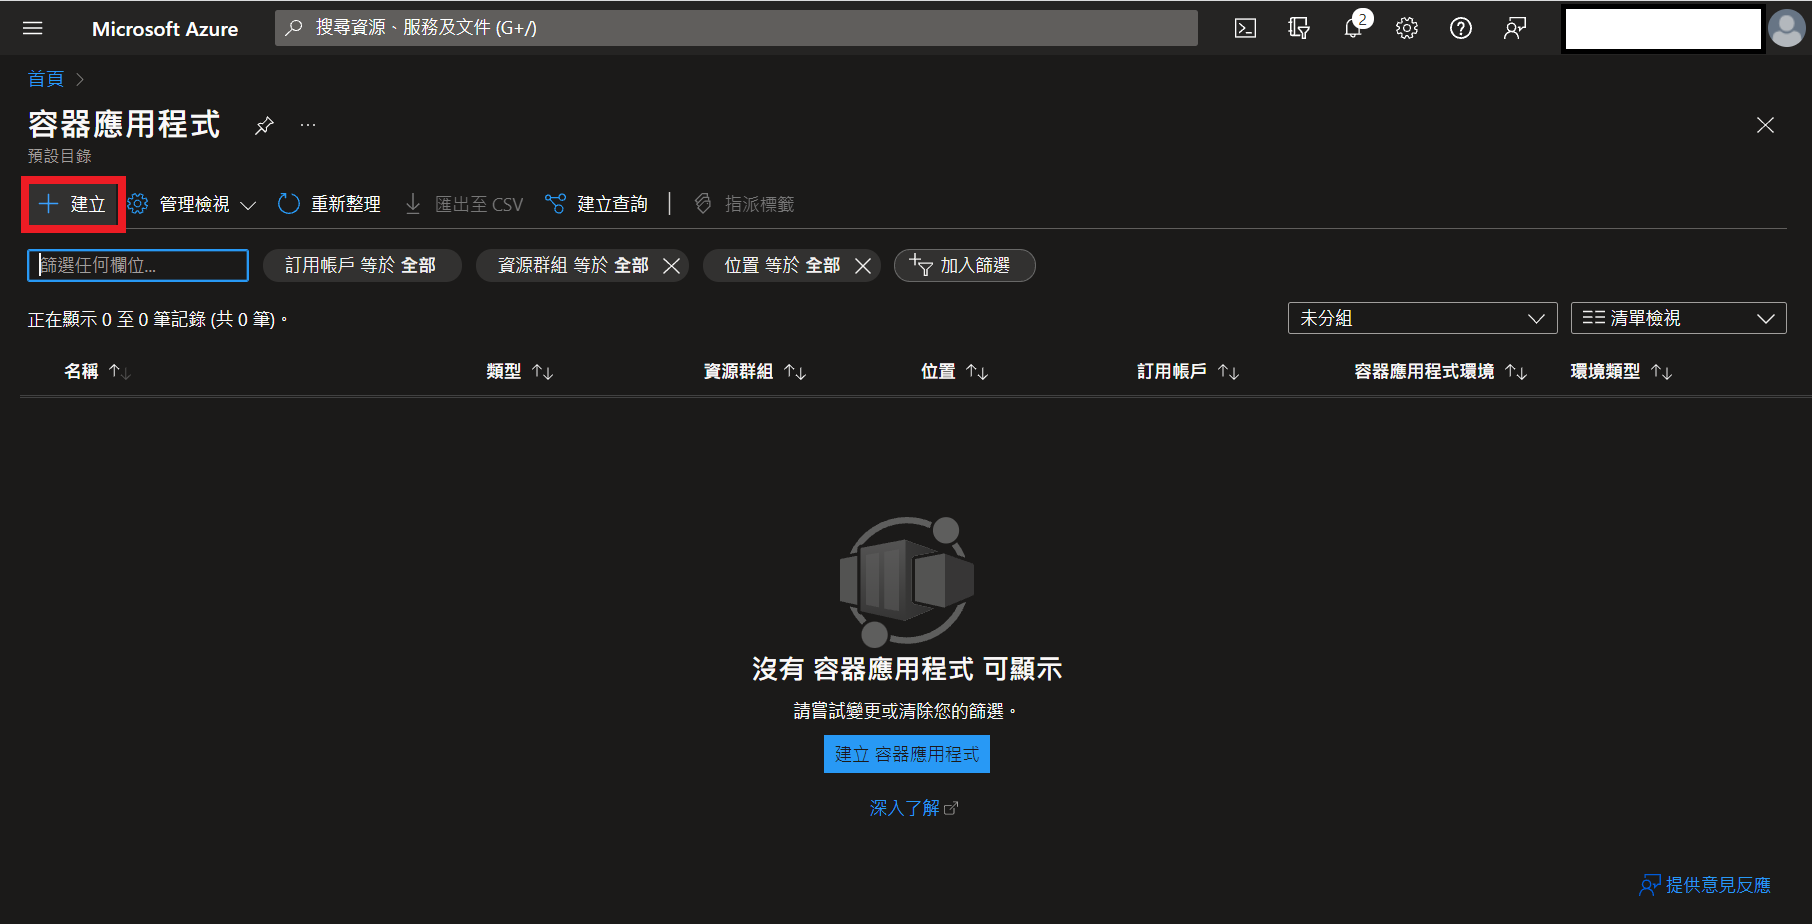 Microsoft Azure
搜尋資源、服務及文件 (G+/)
2
首頁
容器應用程式
預設目錄
建立 管理檢視 重新整理 匯出至 CSV 建立查詢 指派標籤
篩選任何欄位... 訂用帳戶 等於 全部 資源群組 等於 全部 位置 等於 全部 加入篩選
正在顯示 0 至 0 筆記錄 (共 0 筆)。 未分組 清單檢視
名稱 類型 資源群組 位置 訂用帳戶 容器應用程式環境 環境類型
沒有 容器應用程式 可顯示
請嘗試變更或清除您的篩選。
建立 容器應用程式
深入了解
提供意見反應